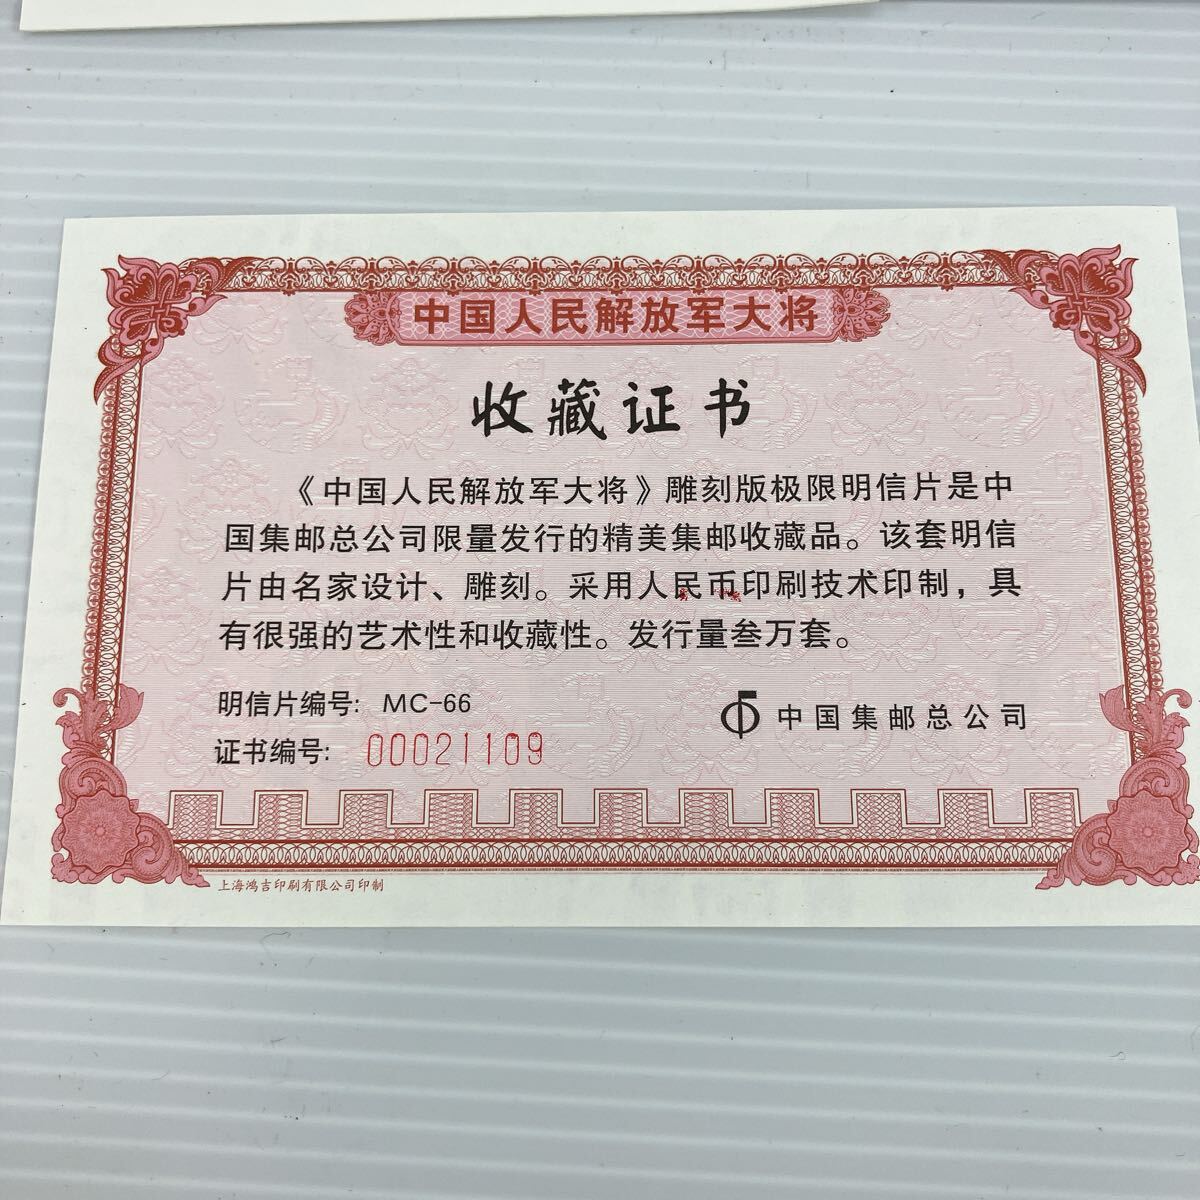 中国人民解放军大将
收藏证书
《中国人民解放军大将》雕刻版极限明信片是中
国集邮总公司限量发行的精美集邮收藏品。该套明信
片由名家设计、雕刻。采用人民币印刷技术印制，具
有很强的艺术性和收藏性。发行量叁万套。
明信片编号: MC-66
中国集邮总公司
证书编号: 00021109
上海鸿吉印刷有限公司印制